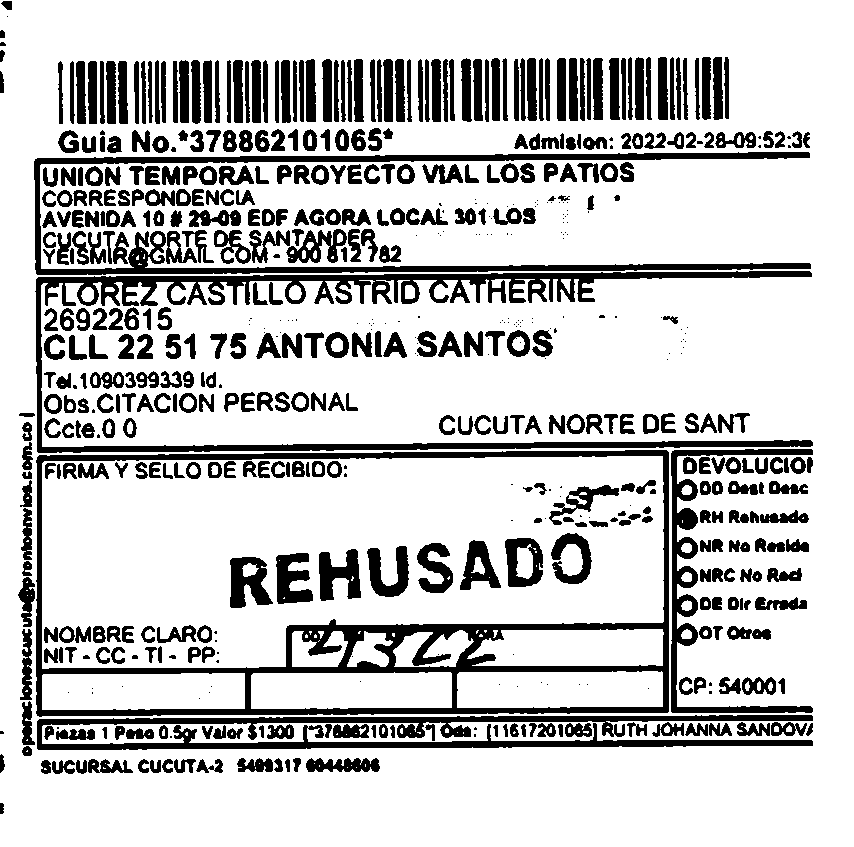 Guia No.*378862101065*
Admision: 2022-02-28-09:52:36
UNION TEMPORAL PROYECTO VIAL LOS PATIOS
CORRESPONDENCIA
AVENIDA 10 # 29-09 EDF AGORA LOCAL 301 LOS
CUCUTA NORTE DE SANTANDER
YEISMIR@GMAIL COM - 900 812 782
FLOREZ CASTILLO ASTRID CATHERINE
26922615
CLL 22 51 75 ANTONIA SANTOS
Tel.1090399339 Id.
Obs.CITACION PERSONAL
Ccte.0 0
CUCUTA NORTE DE SANT
operacionescucuta@prontoenvios.com.co |
FIRMA Y SELLO DE RECIBIDO:
REHUSADO
NOMBRE CLARO:
NIT - CC - TI - PP:
4 3 22
DEVOLUCION
DD Dest Desc
RH Rehusado
NR No Reside
NRC No Recl
DE Dir Errada
OT Otros
CP: 540001
Piezas 1 Peso 0.5gr Valor $1300 [*378862101065*] Ods: [11617201065] RUTH JOHANNA SANDOVA
SUCURSAL CUCUTA-2 5499317 60448606